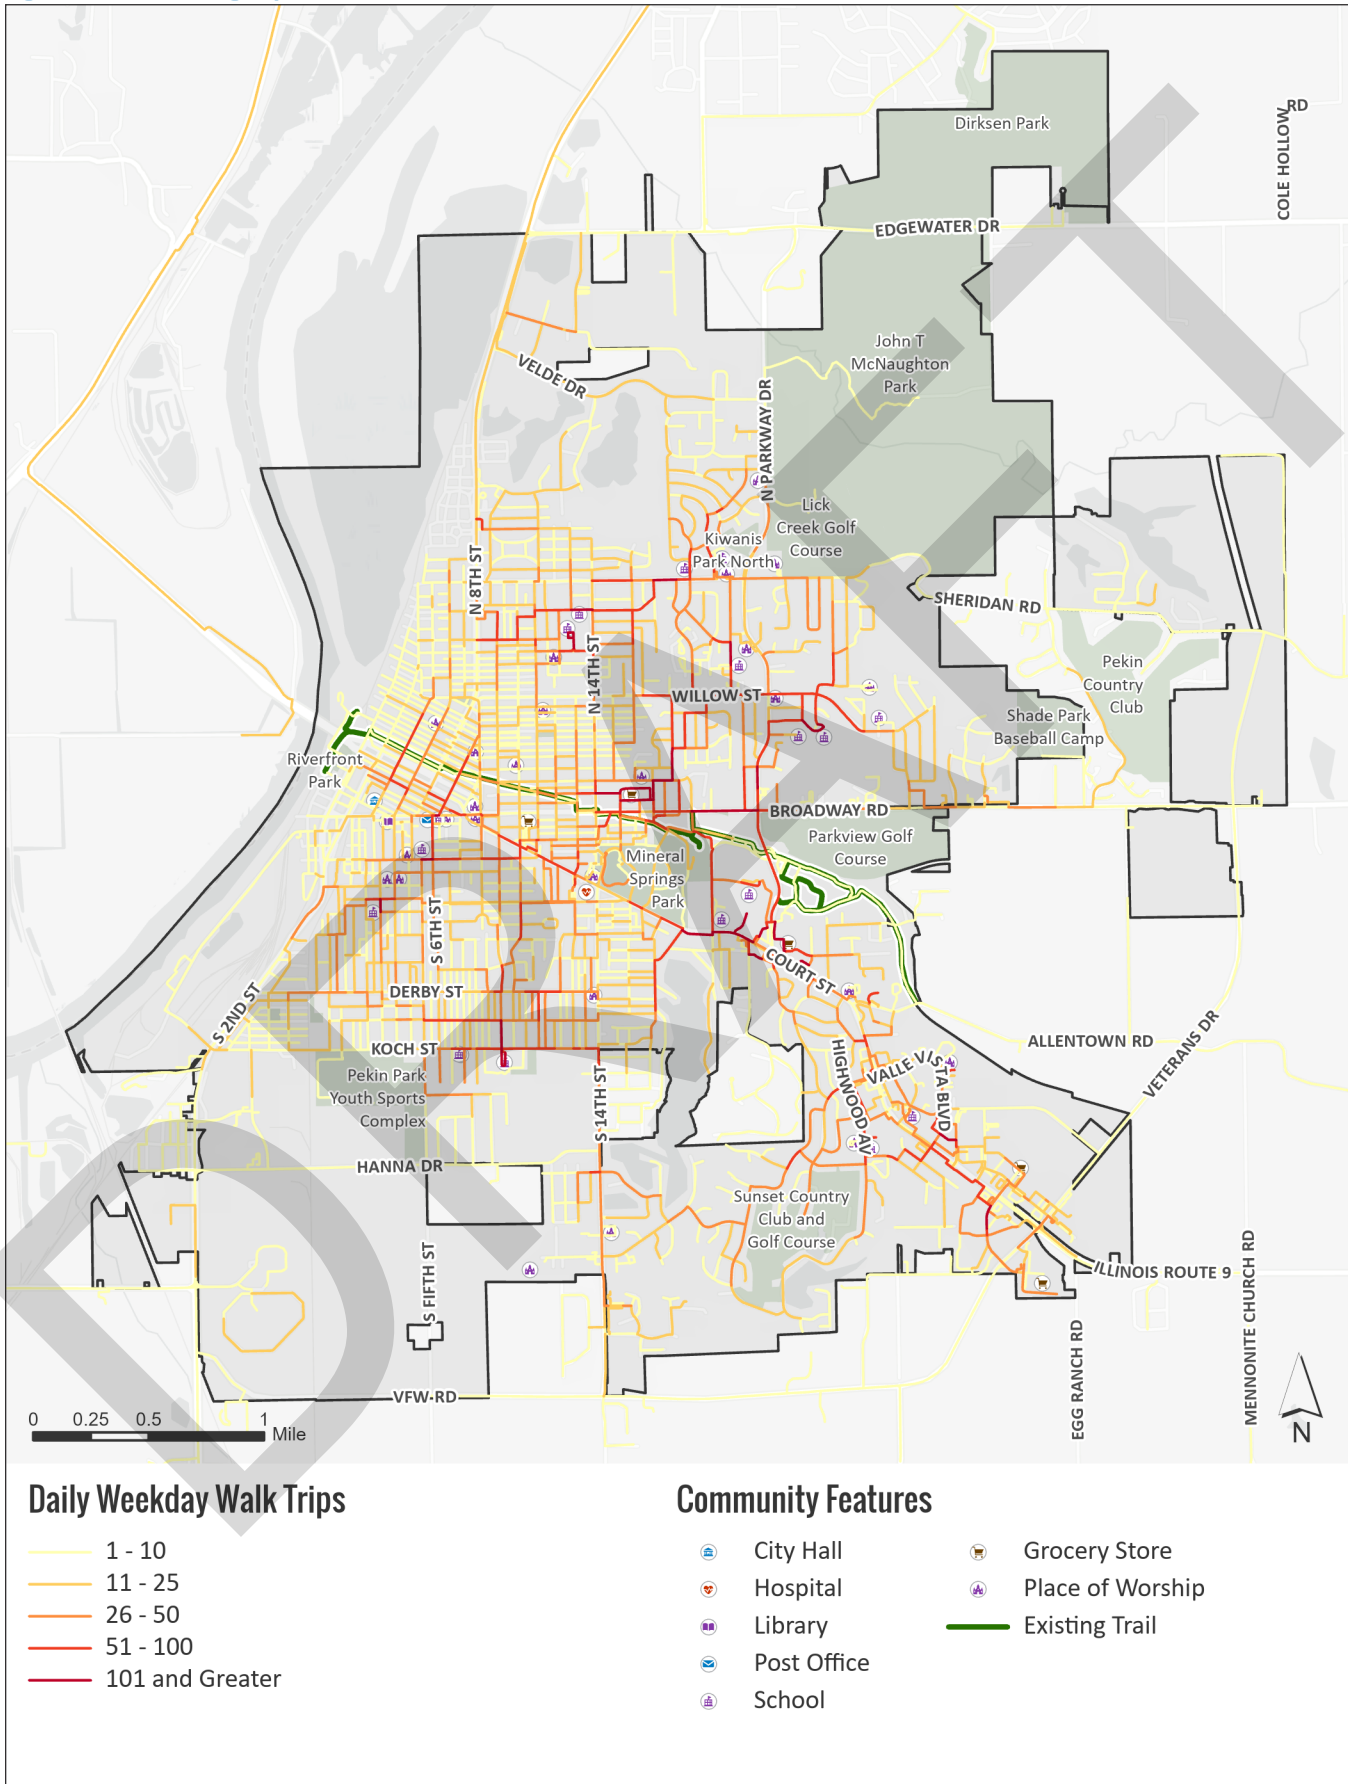 RD
COLE HOLLOW
Dirksen Park
EDGEWATER DR
John T
McNaughton
Park
VELDE DR
N PARKWAY DR
Lick
Creek Golf
Course
Kiwanis
Park North
N 8TH ST
SHERIDAN RD
N 14TH ST
Pekin
Country
Club
WILLOW ST
Shade Park
Baseball Camp
Riverfront
Park
BROADWAY RD
Parkview Golf
Course
Mineral
Springs
Park
S 6TH ST
COURT ST
DERBY ST
S 2ND ST
KOCH ST
ALLENTOWN RD
HIGHWOOD AV
VALLE VISTA BLVD
VETERANS DR
Pekin Park
Youth Sports
Complex
S 14TH ST
HANNA DR
Sunset Country
Club and
Golf Course
S FIFTH ST
ILLINOIS ROUTE 9
MENNONITE CHURCH RD
EGG RANCH RD
VFW RD
0 0.25 0.5 1
Mile
N
DRAFT
Daily Weekday Walk Trips
1 - 10
11 - 25
26 - 50
51 - 100
101 and Greater
Community Features
City Hall
Hospital
Library
Post Office
School
Grocery Store
Place of Worship
Existing Trail